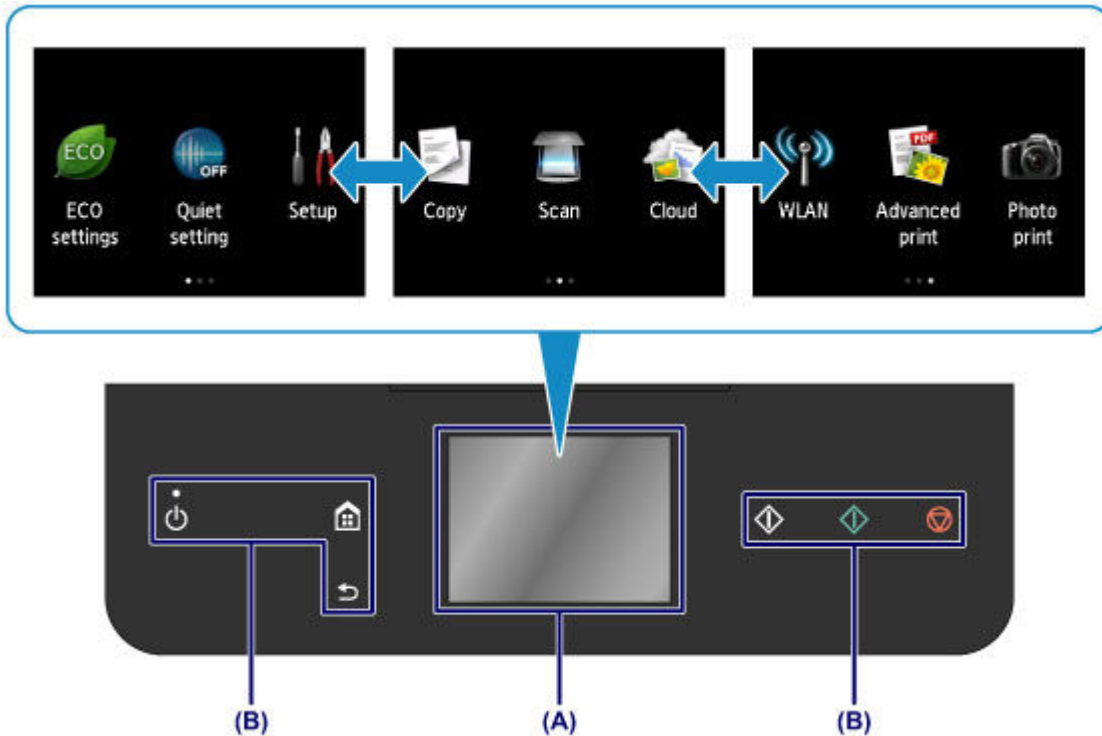 ECO
ECO
settings
OFF
Quiet
setting
Setup
Copy
Scan
Cloud
WLAN
PDF
Advanced
print
Photo
print
(B)
(A)
(B)